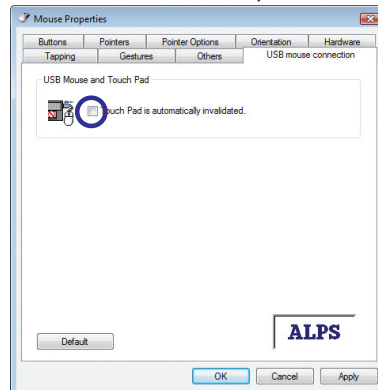 Mouse Properties
Buttons Pointers Pointer Options Orientation Hardware
Tapping Gestures Others USB mouse connection
USB Mouse and Touch Pad
Touch Pad is automatically invalidated.
ALPS
Default
OK Cancel Apply